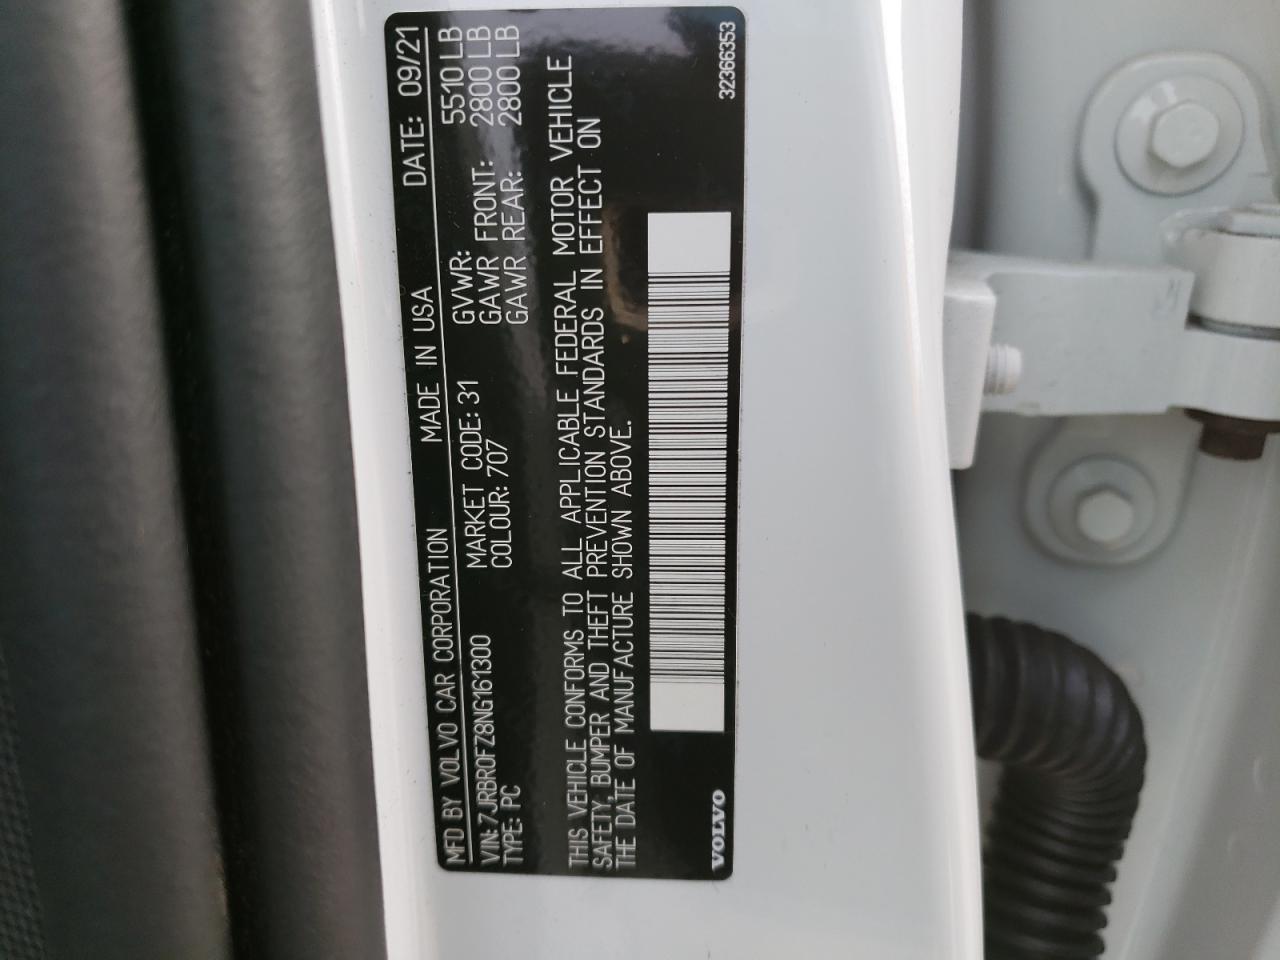 MFD BY VOLVO CAR CORPORATION MADE IN USA DATE: 09/21
VIN: 7JRBR0FZ8NG161300 MARKET CODE: 31 GVWR: 5510 LB
TYPE: PC COLOUR: 707 GAWR FRONT: 2800 LB
GAWR REAR: 2800 LB
THIS VEHICLE CONFORMS TO ALL APPLICABLE FEDERAL MOTOR VEHICLE
SAFETY, BUMPER AND THEFT PREVENTION STANDARDS IN EFFECT ON
THE DATE OF MANUFACTURE SHOWN ABOVE.
VOLVO 32366353